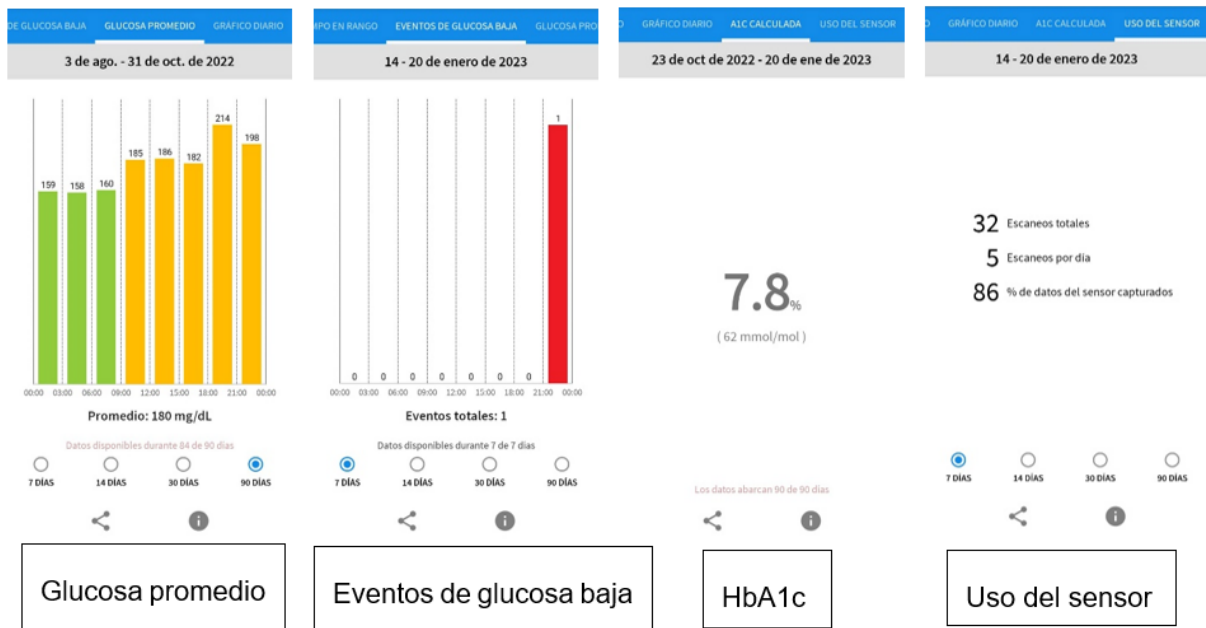 DE GLUCOSA BAJA GLUCOSA PROMEDIO GRÁFICO DIARIO
3 de ago. - 31 de oct. de 2022
159 158 160 185 186 182 214 198
00:00 03:00 06:00 09:00 12:00 15:00 18:00 21:00 00:00
Promedio: 180 mg/dL
Datos disponibles durante 84 de 90 días
7 DÍAS 14 DÍAS 30 DÍAS 90 DÍAS
Glucosa promedio
MPO EN RANGO EVENTOS DE GLUCOSA BAJA GLUCOSA PRO
14 - 20 de enero de 2023
0 0 0 0 0 0 0 1
00:00 03:00 06:00 09:00 12:00 15:00 18:00 21:00 00:00
Eventos totales: 1
Datos disponibles durante 7 de 7 días
7 DÍAS 14 DÍAS 30 DÍAS 90 DÍAS
Eventos de glucosa baja
O GRÁFICO DIARIO A1C CALCULADA USO DEL SENSOR
23 de oct de 2022 - 20 de ene de 2023
7.8%
( 62 mmol/mol )
Los datos abarcan 90 de 90 días
HbA1c
O GRÁFICO DIARIO A1C CALCULADA USO DEL SENSOR
14 - 20 de enero de 2023
32 Escaneos totales
5 Escaneos por día
86 % de datos del sensor capturados
7 DÍAS 14 DÍAS 30 DÍAS 90 DÍAS
Uso del sensor